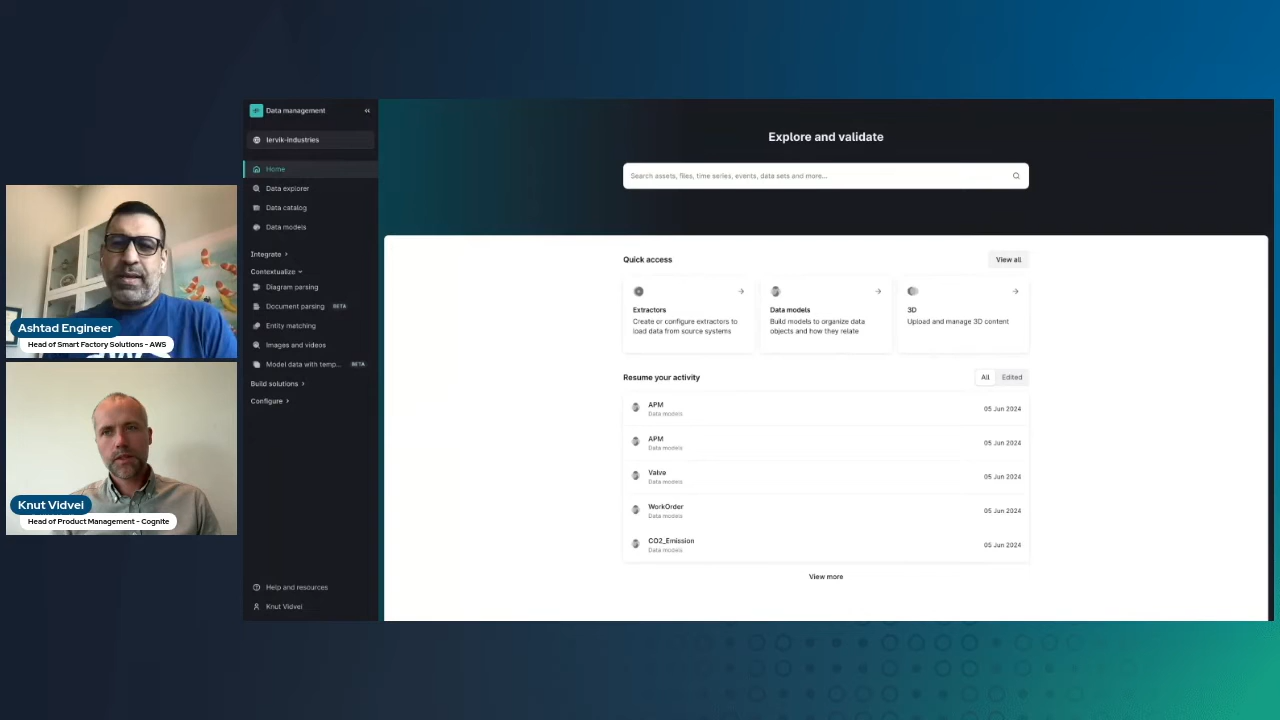 Ashtad Engineer
Head of Smart Factory Solutions - AWS
Knut Vidvei
Head of Product Management - Cognite
Data management
lervik-industries
Home
Data explorer
Data catalog
Data models
Integrate
Contextualize
Diagram parsing
Document parsing BETA
Entity matching
Images and videos
Model data with temp... BETA
Build solutions
Configure
Help and resources
Knut Vidvei
Explore and validate
Search assets, files, time series, events, data sets and more...
Quick access
View all
Extractors
Create or configure extractors to
load data from source systems
Data models
Build models to organize data
objects and how they relate
3D
Upload and manage 3D content
Resume your activity
All Edited
APM
Data models
05 Jun 2024
APM
Data models
05 Jun 2024
Valve
Data models
05 Jun 2024
WorkOrder
Data models
05 Jun 2024
CO2_Emission
Data models
05 Jun 2024
View more